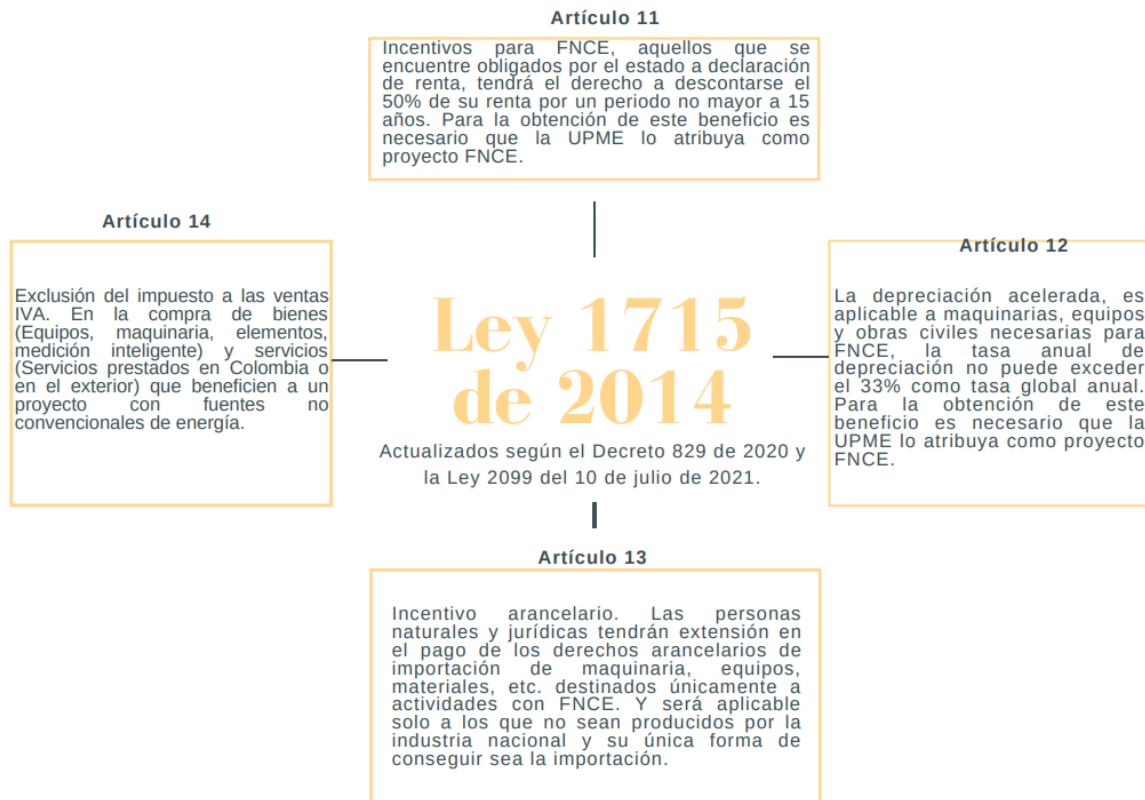 Artículo 11
Incentivos para FNCE, aquellos que se
encuentre obligados por el estado a declaración
de renta, tendrá el derecho a descontarse el
50% de su renta por un periodo no mayor a 15
años. Para la obtención de este beneficio es
necesario que la UPME lo atribuya como
proyecto FNCE.
Artículo 14
Exclusión del impuesto a las ventas
IVA. En la compra de bienes
(Equipos, maquinaria, elementos,
medición inteligente) y servicios
(Servicios prestados en Colombia o
en el exterior) que beneficien a un
proyecto con fuentes no
convencionales de energía.
Ley 1715
de 2014
Actualizados según el Decreto 829 de 2020 y
la Ley 2099 del 10 de julio de 2021.
Artículo 12
La depreciación acelerada, es
aplicable a maquinarias, equipos
y obras civiles necesarias para
FNCE, la tasa anual de
depreciación no puede exceder
el 33% como tasa global anual.
Para la obtención de este
beneficio es necesario que la
UPME lo atribuya como proyecto
FNCE.
Artículo 13
Incentivo arancelario. Las personas
naturales y jurídicas tendrán extensión en
el pago de los derechos arancelarios de
importación de maquinaria, equipos,
materiales, etc. destinados únicamente a
actividades con FNCE. Y será aplicable
solo a los que no sean producidos por la
industria nacional y su única forma de
conseguir sea la importación.